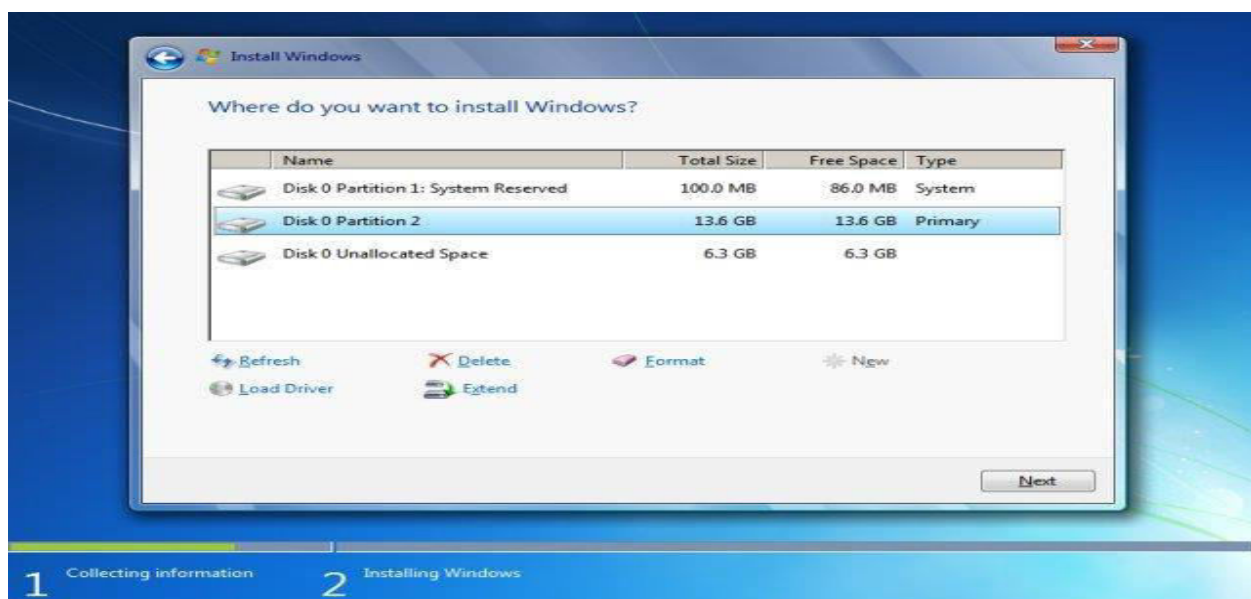 Install Windows
Where do you want to install Windows?
Name Total Size Free Space Type
Disk 0 Partition 1: System Reserved 100.0 MB 86.0 MB System
Disk 0 Partition 2 13.6 GB 13.6 GB Primary
Disk 0 Unallocated Space 6.3 GB 6.3 GB
Refresh Delete Format New
Load Driver Extend
Next
1 Collecting information 2 Installing Windows